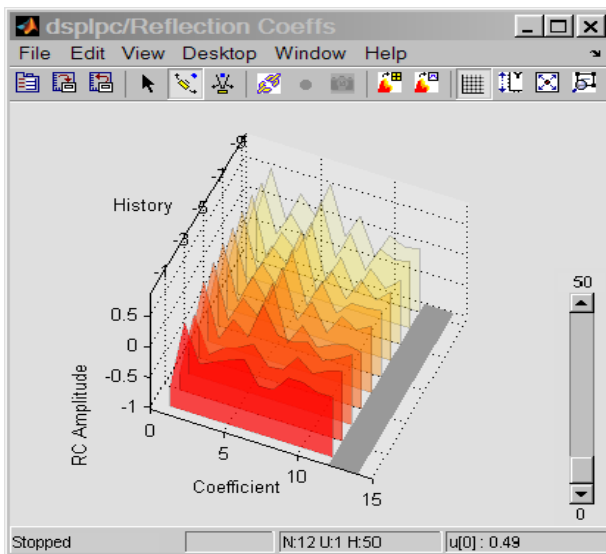 dsplpc/Reflection Coeffs
File Edit View Desktop Window Help
-9
-7
History
-5
-3
-1
0.5
0
-0.5
-1
RC Amplitude
0
5
10
15
Coefficient
50
0
Stopped
N:12 U:1 H:50
u[0] : 0.49